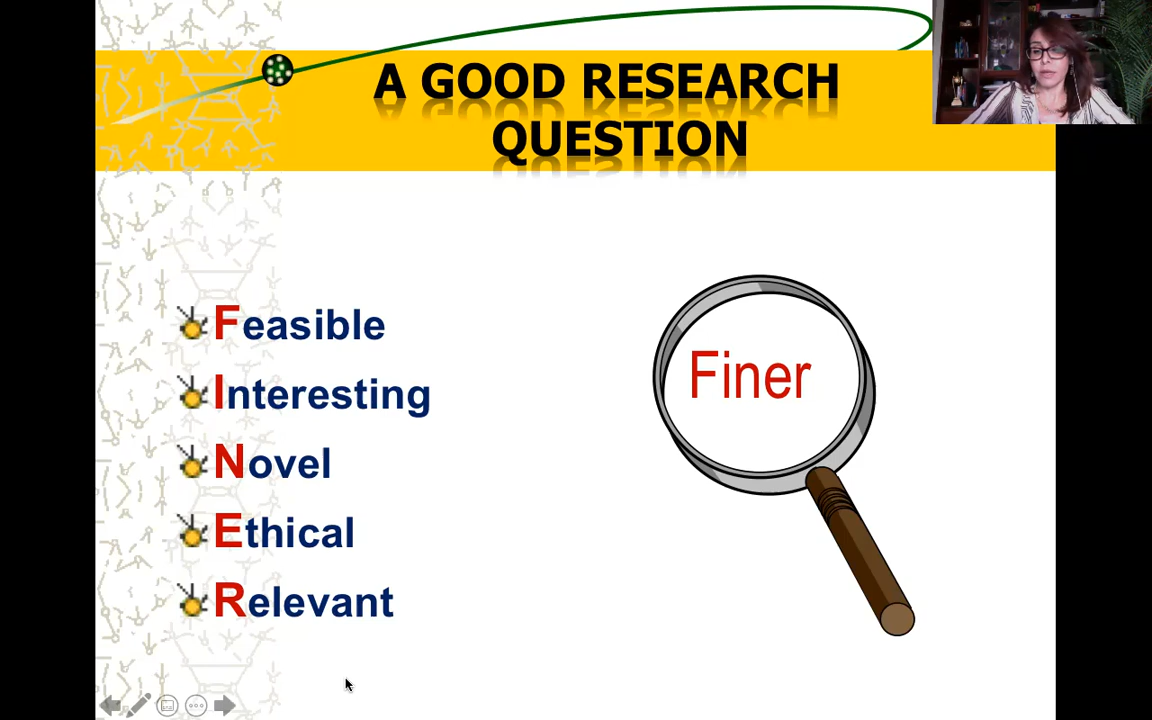 A GOOD RESEARCH
QUESTION
Feasible
Interesting
Novel
Ethical
Relevant
Finer